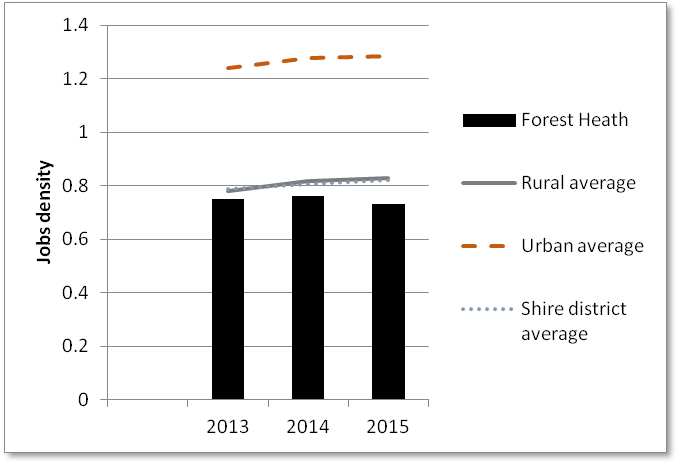 1.4
1.2
1
0.8
0.6
0.4
0.2
0
Jobs density
2013 2014 2015
Forest Heath
Rural average
Urban average
Shire district
average